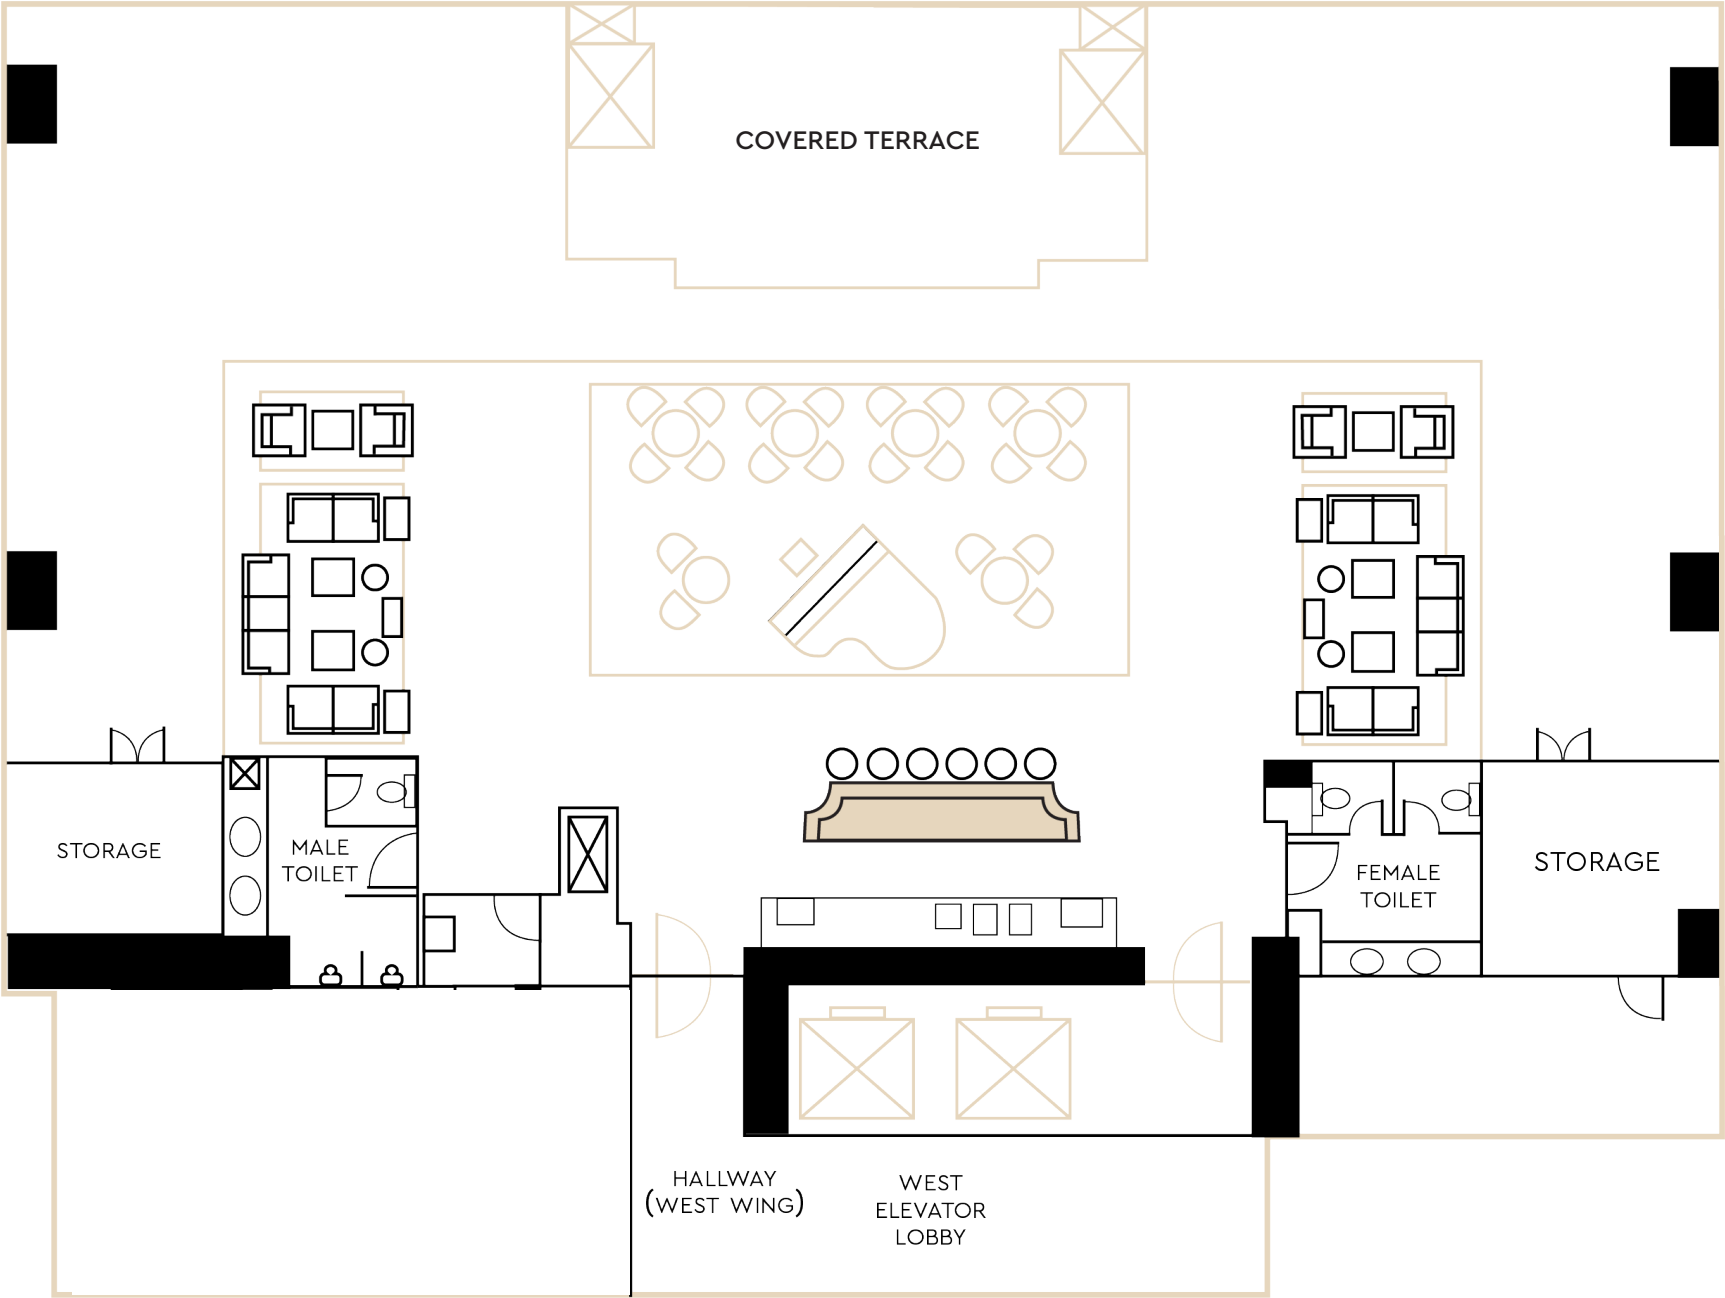 COVERED TERRACE
STORAGE
MALE
TOILET
FEMALE
TOILET
STORAGE
HALLWAY
(WEST WING)
WEST
ELEVATOR
LOBBY